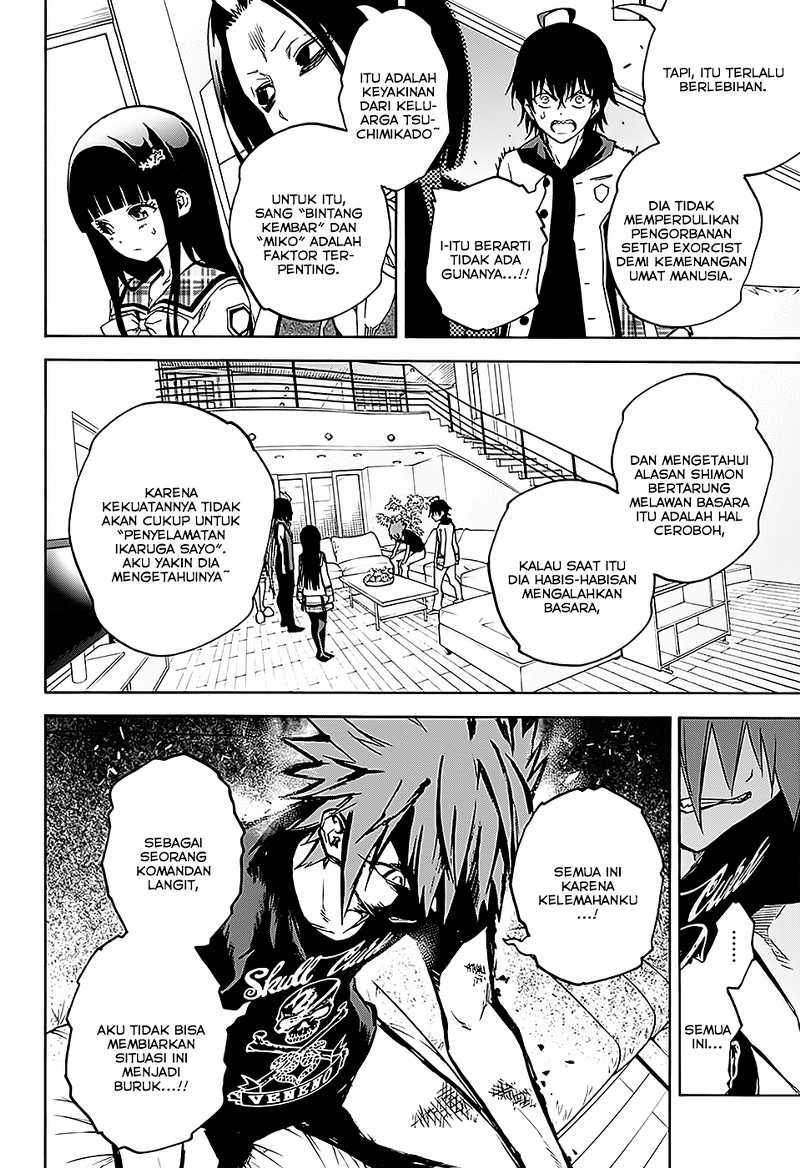 TAPI, ITU TERLALU
BERLEBIHAN.
DIA TIDAK
MEMPERDULIKAN
PENGORBANAN
SETIAP EXORCIST
DEMI KEMENANGAN
UMAT MANUSIA.
I-ITU BERARTI
TIDAK ADA
GUNANYA...!!
ITU ADALAH
KEYAKINAN
DARI KELU-
ARGA TSU-
CHIMIKADO~
UNTUK ITU,
SANG "BINTANG
KEMBAR" DAN
"MIKO" ADALAH
FAKTOR TER-
PENTING.
DAN MENGETAHUI
ALASAN SHIMON
BERTARUNG
MELAWAN BASARA
ITU ADALAH HAL
CEROBOH,
KALAU SAAT ITU
DIA HABIS-HABISAN
MENGALAHKAN
BASARA,
KARENA
KEKUATANNYA TIDAK
AKAN CUKUP UNTUK
"PENYELAMATAN
IKARUGA SAYO".
AKU YAKIN DIA
MENGETAHUINYA~
......
SEMUA
INI...
SEMUA INI
KARENA
KELEMAHANKU
...!
SEBAGAI
SEORANG
KOMANDAN
LANGIT,
AKU TIDAK BISA
MEMBIARKAN
SITUASI INI
MENJADI
BURUK...!!
Skull
VENENO